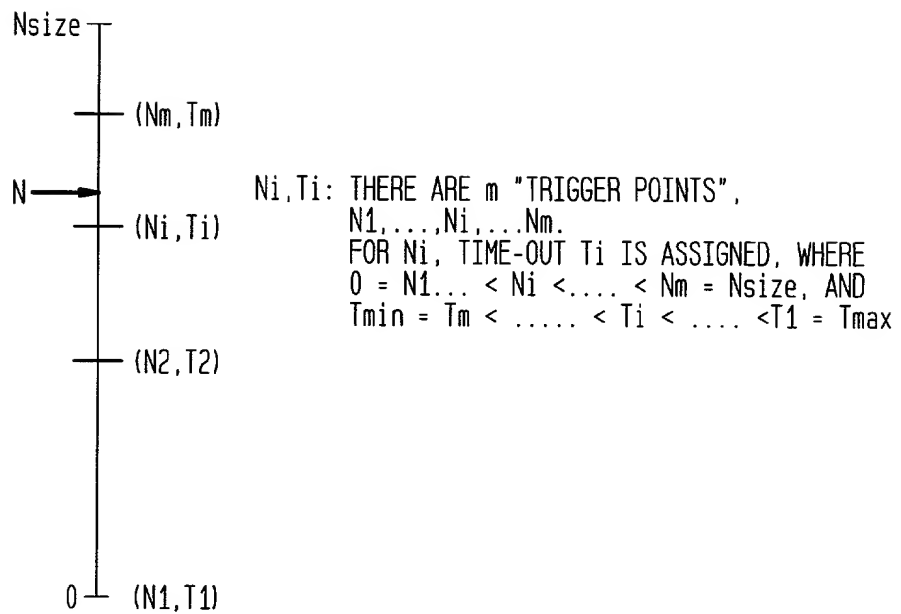 Nsize
(Nm,Tm)
N
(Ni,Ti)
Ni,Ti: THERE ARE m "TRIGGER POINTS",
N1,...,Ni,...Nm.
FOR Ni, TIME-OUT Ti IS ASSIGNED, WHERE
0 = N1... < Ni <.... < Nm = Nsize, AND
Tmin = Tm < ..... < Ti < .... <T1 = Tmax
(N2,T2)
0 (N1,T1)